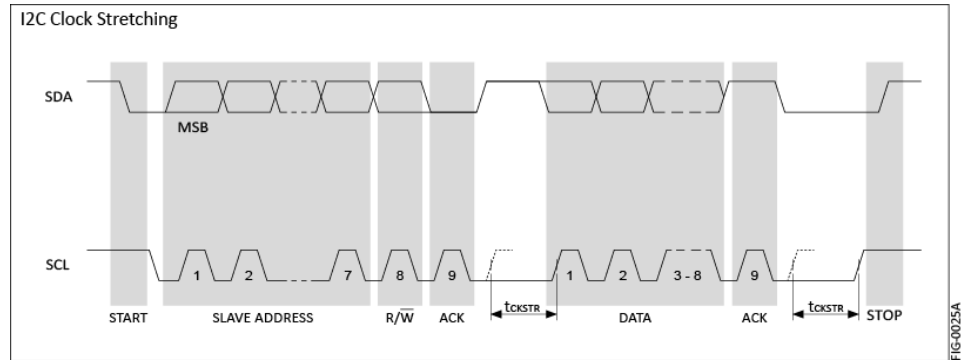 I2C Clock Stretching
SDA
MSB
SCL
1 2 7 8 9 1 2 3 - 8 9
tCKSTR tCKSTR
START SLAVE ADDRESS R/W̅ ACK DATA ACK STOP
FIG-0025A